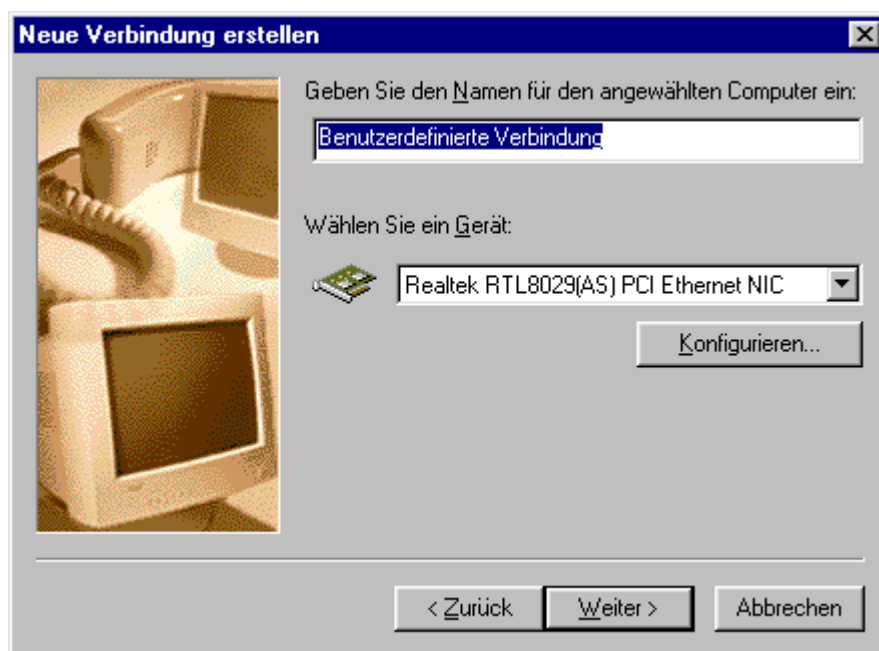 Neue Verbindung erstellen
Geben Sie den Namen für den angewählten Computer ein:
Benutzerdefinierte Verbindung
Wählen Sie ein Gerät:
Realtek RTL8029(AS) PCI Ethernet NIC
Konfigurieren...
< Zurück Weiter > Abbrechen